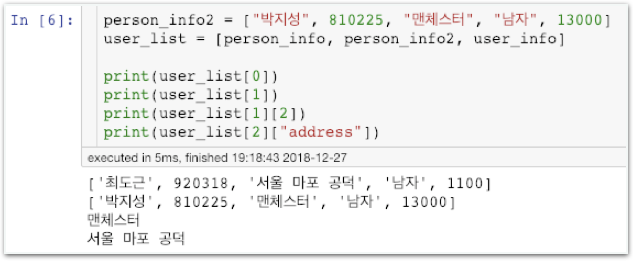 In [6]: person_info2 = ["박지성", 810225, "맨체스터", "남자", 13000]
user_list = [person_info, person_info2, user_info]
print(user_list[0])
print(user_list[1])
print(user_list[1][2])
print(user_list[2]["address"])
executed in 5ms, finished 19:18:43 2018-12-27
['최도근', 920318, '서울 마포 공덕', '남자', 1100]
['박지성', 810225, '맨체스터', '남자', 13000]
맨체스터
서울 마포 공덕